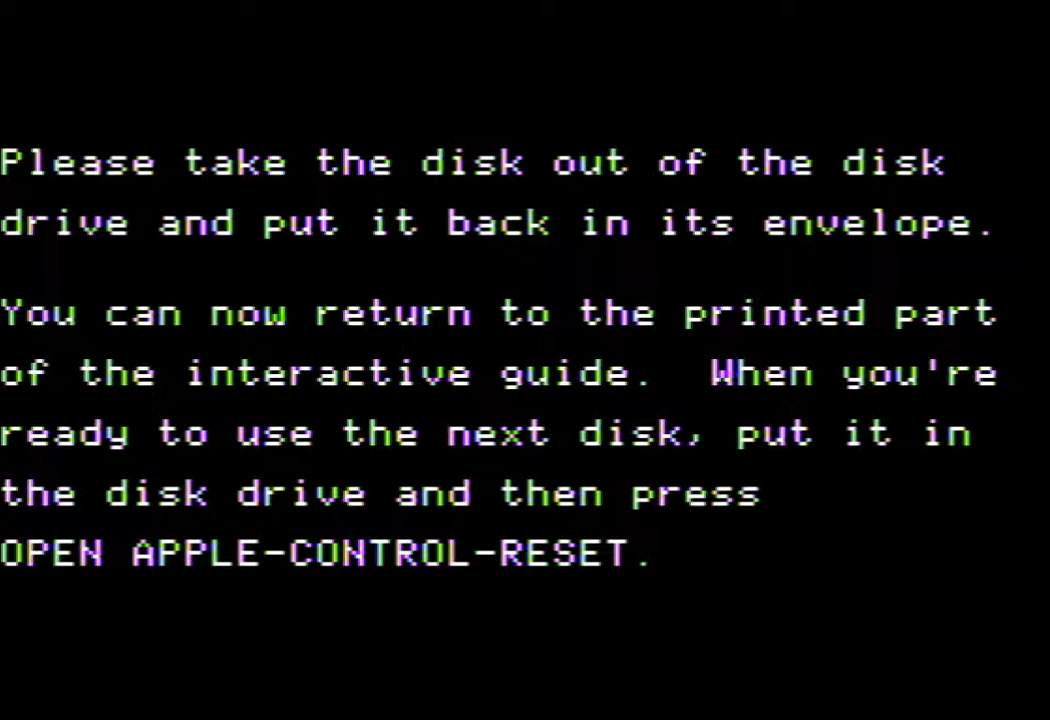 Please take the disk out of the disk
drive and put it back in its envelope.
You can now return to the printed part
of the interactive guide.  When you're
ready to use the next disk, put it in
the disk drive and then press
OPEN APPLE-CONTROL-RESET.